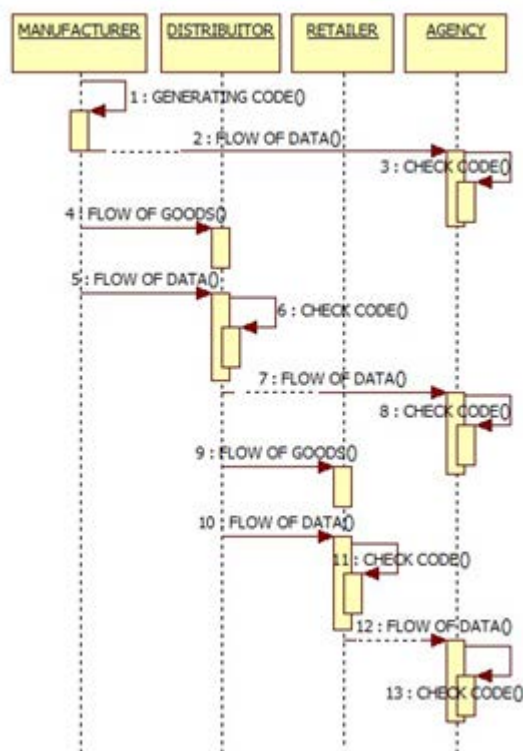 MANUFACTURER DISTRIBUITOR RETAILER AGENCY
1 : GENERATING CODE()
2 : FLOW OF DATA()
3 : CHECK CODE()
4 : FLOW OF GOODS()
5 : FLOW OF DATA()
6 : CHECK CODE()
7 : FLOW OF DATA()
8 : CHECK CODE()
9 : FLOW OF GOODS()
10 : FLOW OF DATA()
11 : CHECK CODE()
12 : FLOW OF DATA()
13 : CHECK CODE()